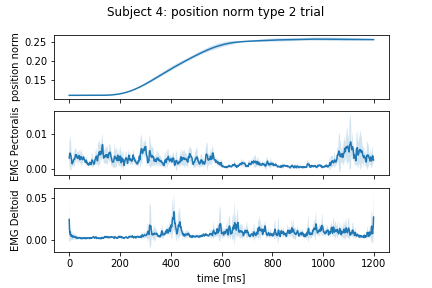 Subject 4: position norm type 2 trial
position norm
0.25
0.20
0.15
EMG Pectoralis
0.01
0.00
EMG Deltoid
0.05
0.00
0 200 400 600 800 1000 1200
time [ms]